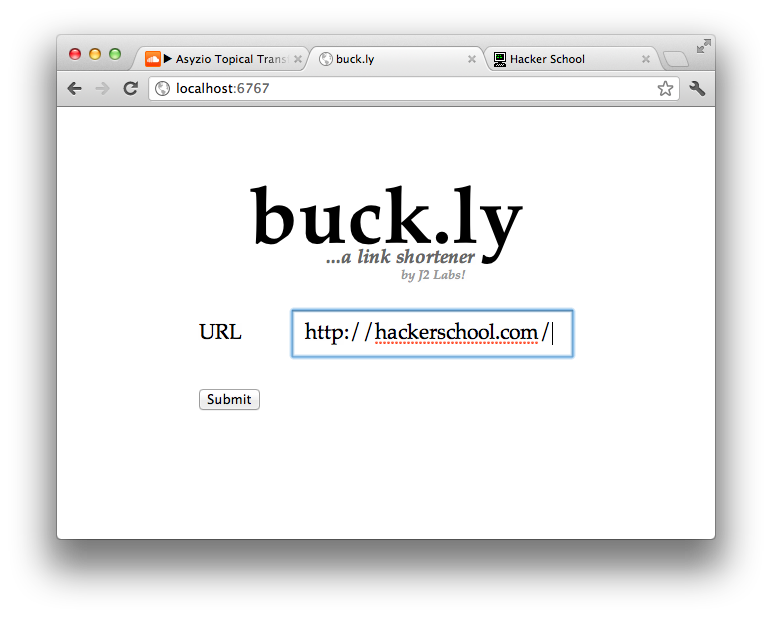 ▶ Asyzio Topical Trans
buck.ly
Hacker School
localhost:6767
buck.ly
...a link shortener
by J2 Labs!
URL
http://hackerschool.com/
Submit